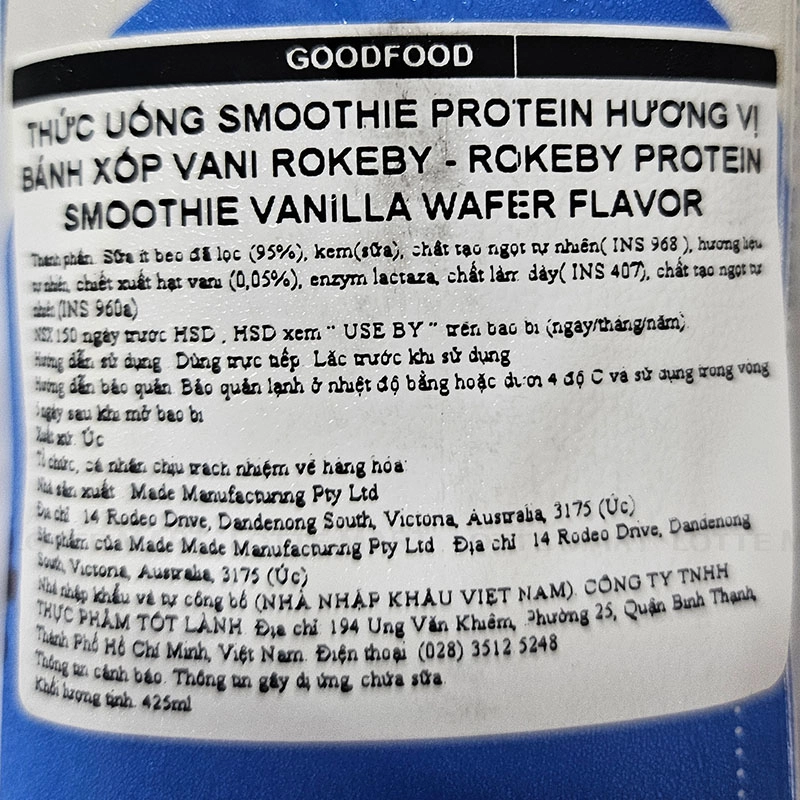 GOODFOOD
THỨC UỐNG SMOOTHIE PROTEIN HƯƠNG VỊ
BÁNH XỐP VANI ROKEBY - ROKEBY PROTEIN
SMOOTHIE VANILLA WAFER FLAVOR
Thành phần: Sữa ít béo đã lọc (95%), kem(sữa), chất tạo ngọt tự nhiên( INS 968 ), hương liệu
tự nhiên, chiết xuất hạt vani (0,05%), enzym lactaza, chất làm dày( INS 407), chất tạo ngọt tự
nhiên (INS 960a)
NSX 150 ngày trước HSD , HSD xem " USE BY " trên bao bì (ngày/tháng/năm)
Hướng dẫn sử dụng: Dùng trực tiếp. Lắc trước khi sử dụng
Hướng dẫn bảo quản: Bảo quản lạnh ở nhiệt độ bằng hoặc dưới 4 độ C và sử dụng trong vòng
ngày sau khi mở bao bì
Xuất xứ: Úc
Tổ chức, cá nhân chịu trách nhiệm về hàng hóa:
Nhà sản xuất: Made Manufacturing Pty Ltd
Địa chỉ: 14 Rodeo Drive, Dandenong South, Victoria, Australia, 3175 (Úc)
Sản phẩm của Made Made Manufacturing Pty Ltd. Địa chỉ: 14 Rodeo Drive, Dandenong
South, Victoria, Australia, 3175 (Úc)
Nhà nhập khẩu và tự công bố (NHÀ NHẬP KHẨU VIỆT NAM): CÔNG TY TNHH
THỰC PHẨM TỐT LÀNH. Địa chỉ: 194 Ung Văn Khiêm, Phường 25, Quận Bình Thạnh,
Thành Phố Hồ Chí Minh, Việt Nam. Điện thoại: (028) 3512 5248
Thông tin cảnh báo: Thông tin gây dị ứng, chứa sữa.
Khối lượng tịnh: 425ml